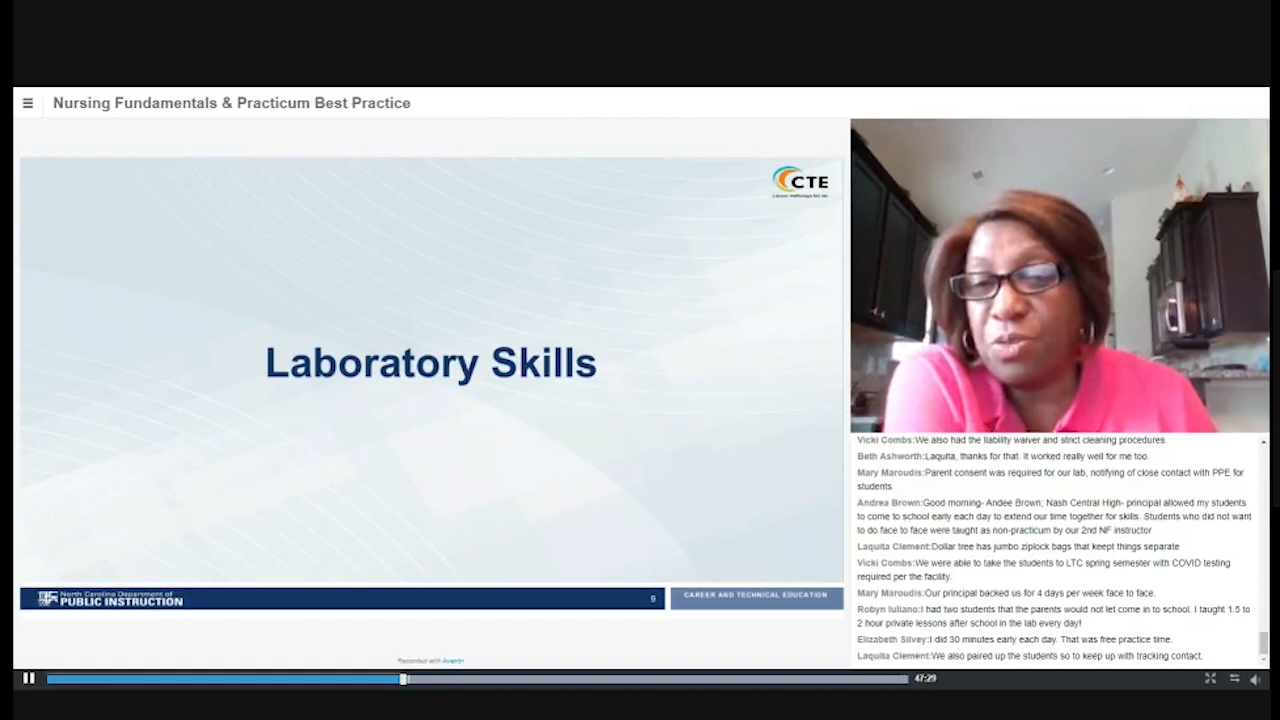 Nursing Fundamentals & Practicum Best Practice
CTE
Laboratory Skills
North Carolina Department of
PUBLIC INSTRUCTION
9
CAREER AND TECHNICAL EDUCATION
Recorded with Aventri
Vicki Combs:We also had the liability waiver and strict cleaning procedures.
Beth Ashworth:Laquita, thanks for that. It worked really well for me too.
Mary Maroudis:Parent consent was required for our lab, notifying of close contact with PPE for
students.
Andrea Brown:Good morning- Andee Brown; Nash Central High- principal allowed my students
to come to school early each day to extend our time together for skills. Students who did not want
to do face to face were taught as non-practicum by our 2nd NF instructor
Laquita Clement:Dollar tree has jumbo ziplock bags that keept things separate
Vicki Combs:We were able to take the students to LTC spring semester with COVID testing
required per the facility.
Mary Maroudis:Our principal backed us for 4 days per week face to face.
Robyn Iuliano:I had two students that the parents would not let come in to school. I taught 1.5 to
2 hour private lessons after school in the lab every day!
Elizabeth Silvey:I did 30 minutes early each day. That was free practice time.
Laquita Clement:We also paired up the students so to keep up with tracking contact.
47:29